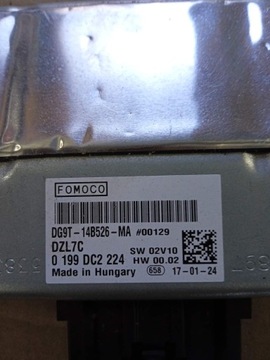 FOMOCO
DG9T-14B526-MA #00129
DZL7C SW 02V10
0 199 DC2 224 HW 00.02
Made in Hungary 658 17-01-24